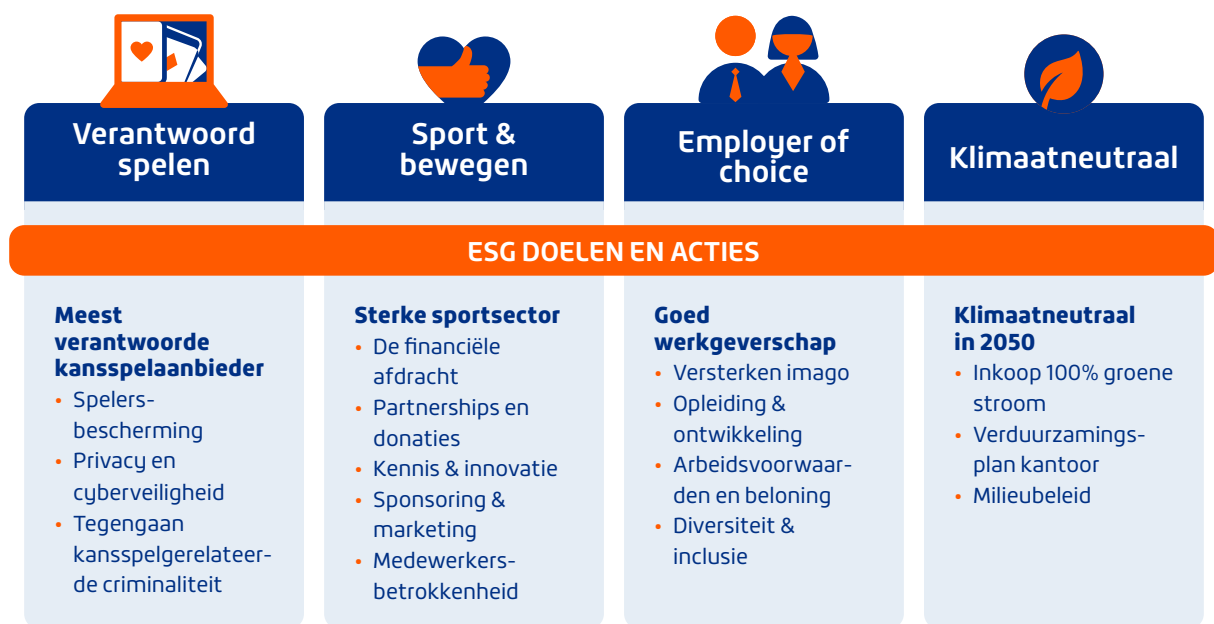 Verantwoord
spelen
Sport &
bewegen
Employer of
choice
Klimaatneutraal
ESG DOELEN EN ACTIES
Meest
verantwoorde
kansspelaanbieder
• Spelers-
bescherming
• Privacy en
cyberveiligheid
• Tegengaan
kansspelgerelateer-
de criminaliteit
Sterke sportsector
• De financiële
afdracht
• Partnerships en
donaties
• Kennis & innovatie
• Sponsoring &
marketing
• Medewerkers-
betrokkenheid
Goed
werkgeverschap
• Versterken imago
• Opleiding &
ontwikkeling
• Arbeidsvoorwaar-
den en beloning
• Diversiteit &
inclusie
Klimaatneutraal
in 2050
• Inkoop 100% groene
stroom
• Verduurzamings-
plan kantoor
• Milieubeleid